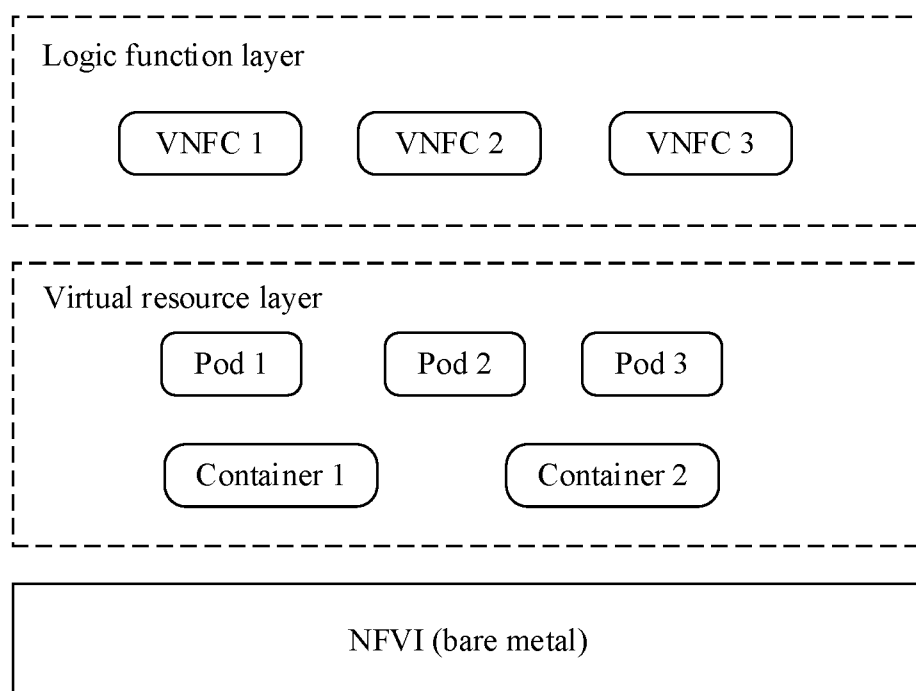 Logic function layer
VNFC 1 VNFC 2 VNFC 3
Virtual resource layer
Pod 1 Pod 2 Pod 3
Container 1 Container 2
NFVI (bare metal)